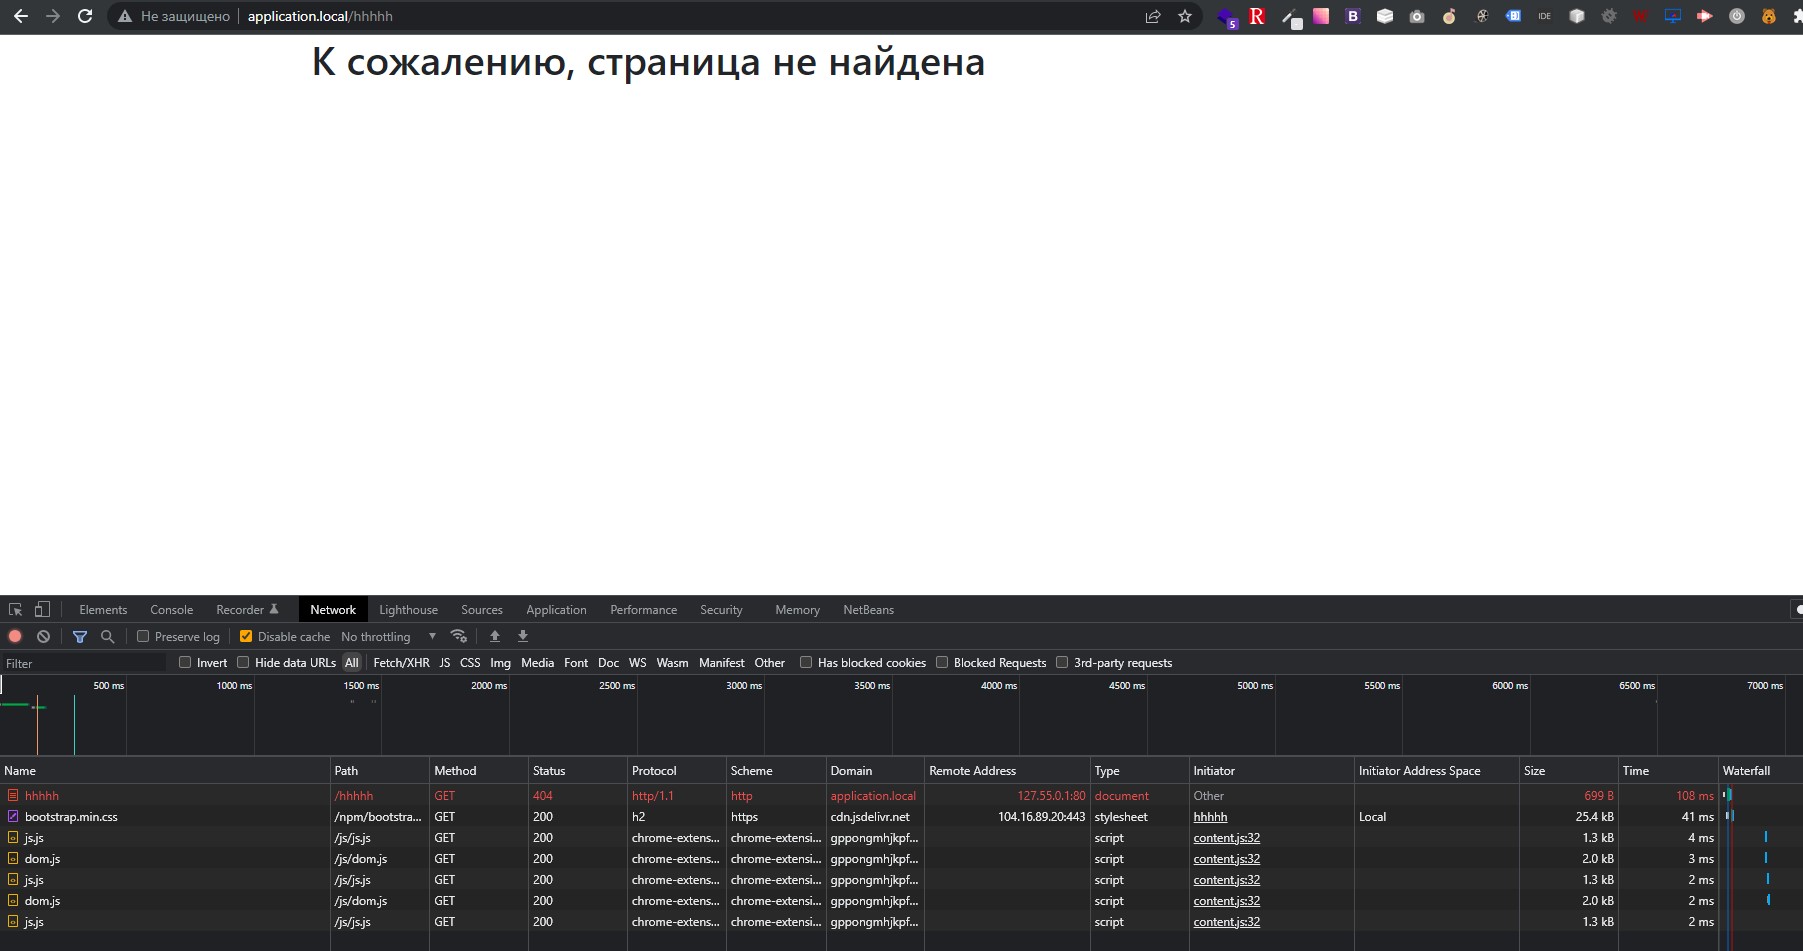 Не защищено application.local/hhhhh 5 R B IDE
К сожалению, страница не найдена
Elements Console Recorder Network Lighthouse Sources Application Performance Security Memory NetBeans
Preserve log Disable cache No throttling
Filter Invert Hide data URLs All Fetch/XHR JS CSS Img Media Font Doc WS Wasm Manifest Other Has blocked cookies Blocked Requests 3rd-party requests
500 ms 1000 ms 1500 ms 2000 ms 2500 ms 3000 ms 3500 ms 4000 ms 4500 ms 5000 ms 5500 ms 6000 ms 6500 ms 7000 ms
Name Path Method Status Protocol Scheme Domain Remote Address Type Initiator Initiator Address Space Size Time Waterfall
hhhhh /hhhhh GET 404 http/1.1 http application.local 127.55.0.1:80 document Other 699 B 108 ms
bootstrap.min.css /npm/bootstra... GET 200 h2 https cdn.jsdelivr.net 104.16.89.20:443 stylesheet hhhhh Local 25.4 kB 41 ms
js.js /js/js.js GET 200 chrome-extens... chrome-extensi... gppongmhjkpf... script content.js:32 1.3 kB 4 ms
dom.js /js/dom.js GET 200 chrome-extens... chrome-extensi... gppongmhjkpf... script content.js:32 2.0 kB 3 ms
js.js /js/js.js GET 200 chrome-extens... chrome-extensi... gppongmhjkpf... script content.js:32 1.3 kB 2 ms
dom.js /js/dom.js GET 200 chrome-extens... chrome-extensi... gppongmhjkpf... script content.js:32 2.0 kB 2 ms
js.js /js/js.js GET 200 chrome-extens... chrome-extensi... gppongmhjkpf... script content.js:32 1.3 kB 2 ms